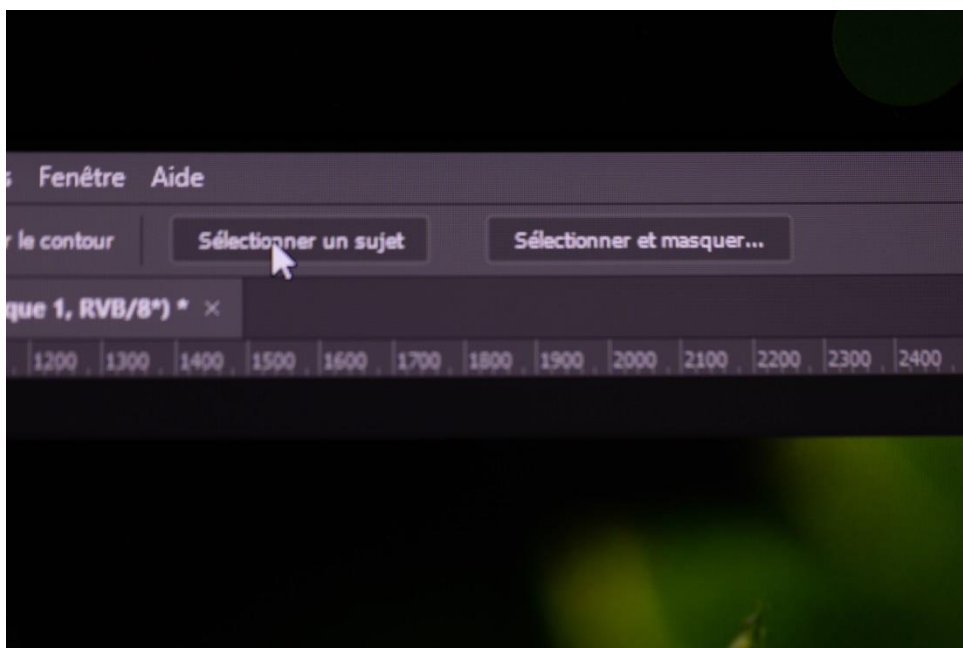 s Fenêtre Aide
r le contour Sélectionner un sujet Sélectionner et masquer...
que 1, RVB/8*) * ×
1200 1300 1400 1500 1600 1700 1800 1900 2000 2100 2200 2300 2400